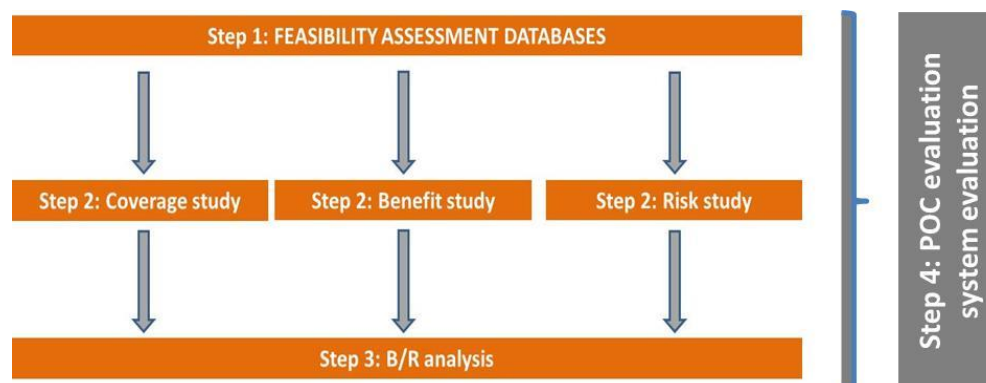 Step 1: FEASIBILITY ASSESSMENT DATABASES
Step 2: Coverage study
Step 2: Benefit study
Step 2: Risk study
Step 3: B/R analysis
Step 4: POC evaluation
system evaluation